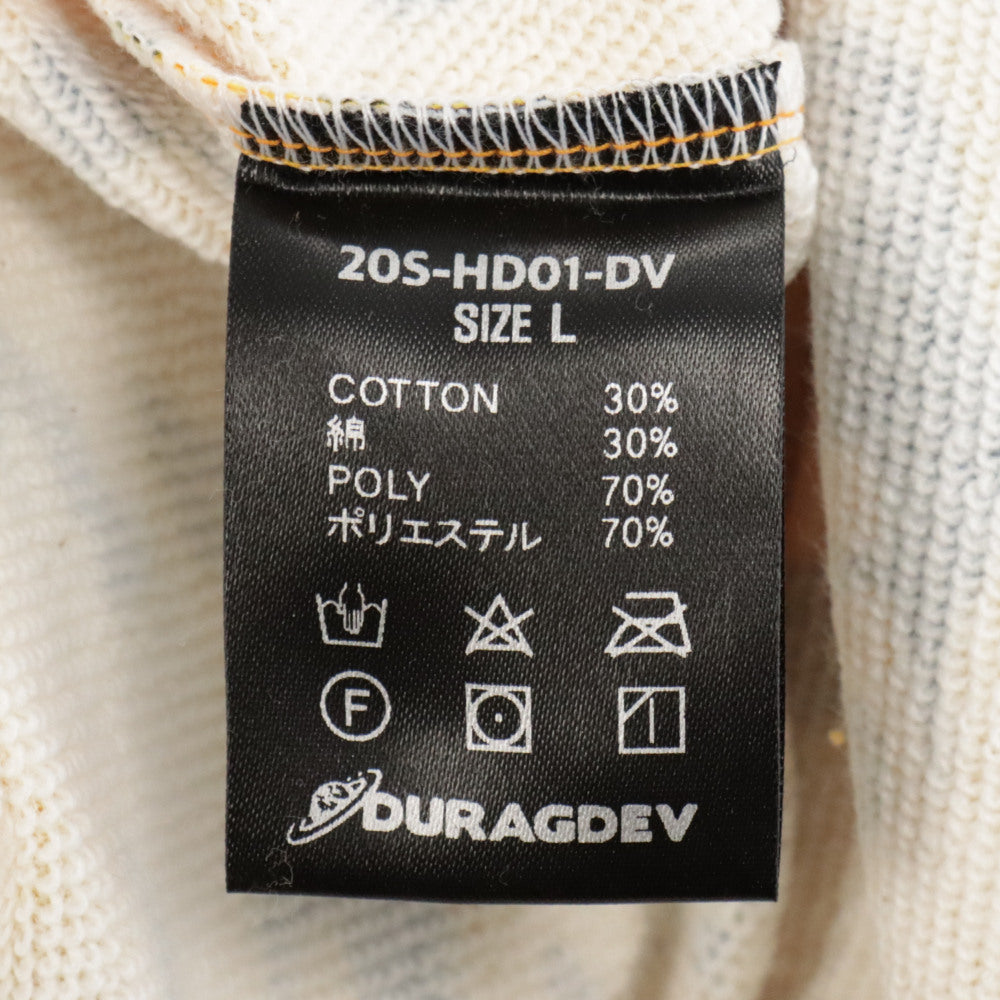 20S-HD01-DV
SIZE L
COTTON 30%
綿 30%
POLY 70%
ポリエステル 70%
F
DURAGDEV